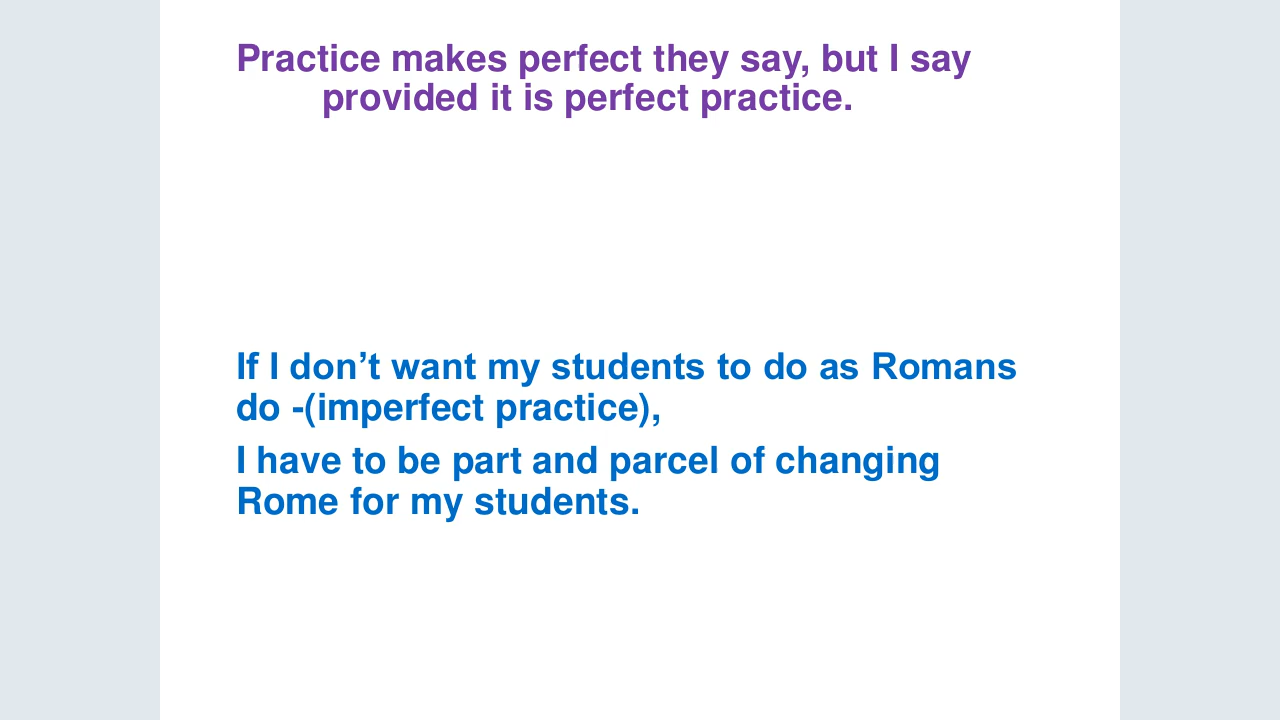 Practice makes perfect they say, but I say
provided it is perfect practice.
If I don’t want my students to do as Romans
do -(imperfect practice),
I have to be part and parcel of changing
Rome for my students.